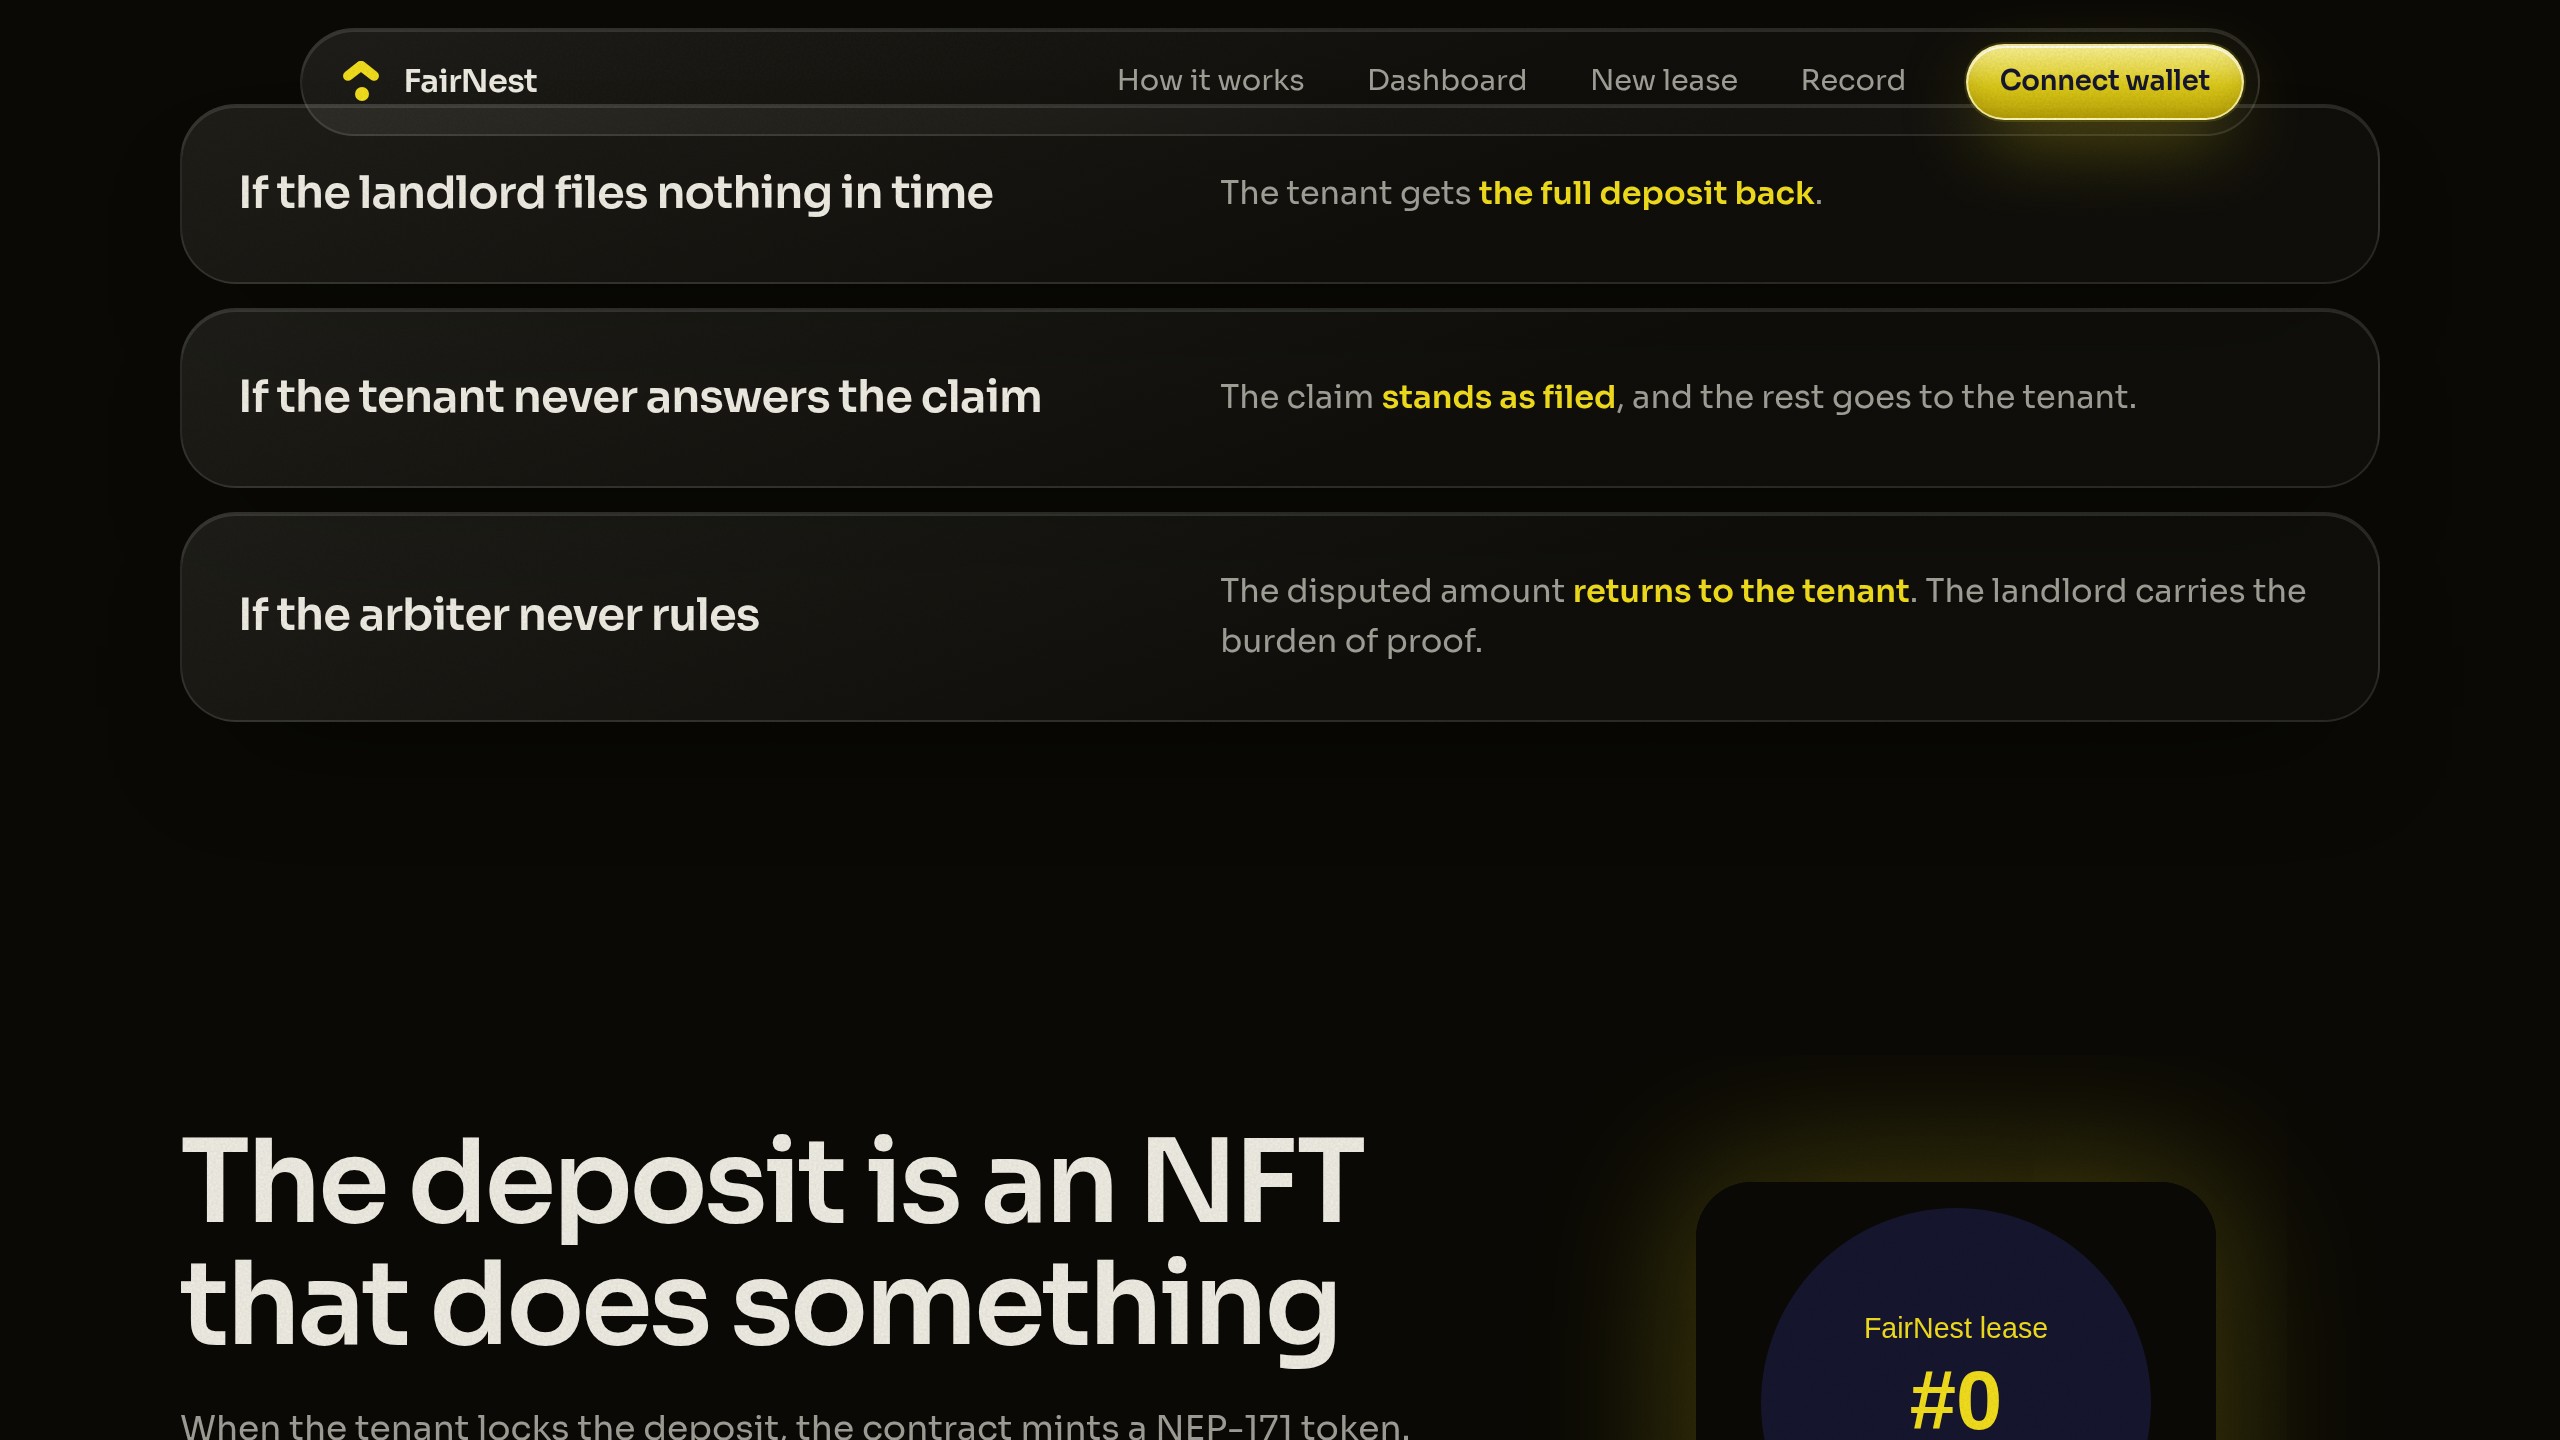 FairNest
How it works
Dashboard
New lease
Record
Connect wallet
If the landlord files nothing in time
The tenant gets the full deposit back.
If the tenant never answers the claim
The claim stands as filed, and the rest goes to the tenant.
If the arbiter never rules
The disputed amount returns to the tenant. The landlord carries the
burden of proof.
The deposit is an NFT
that does something
When the tenant locks the deposit, the contract mints a NEP-171 token.
FairNest lease
#0